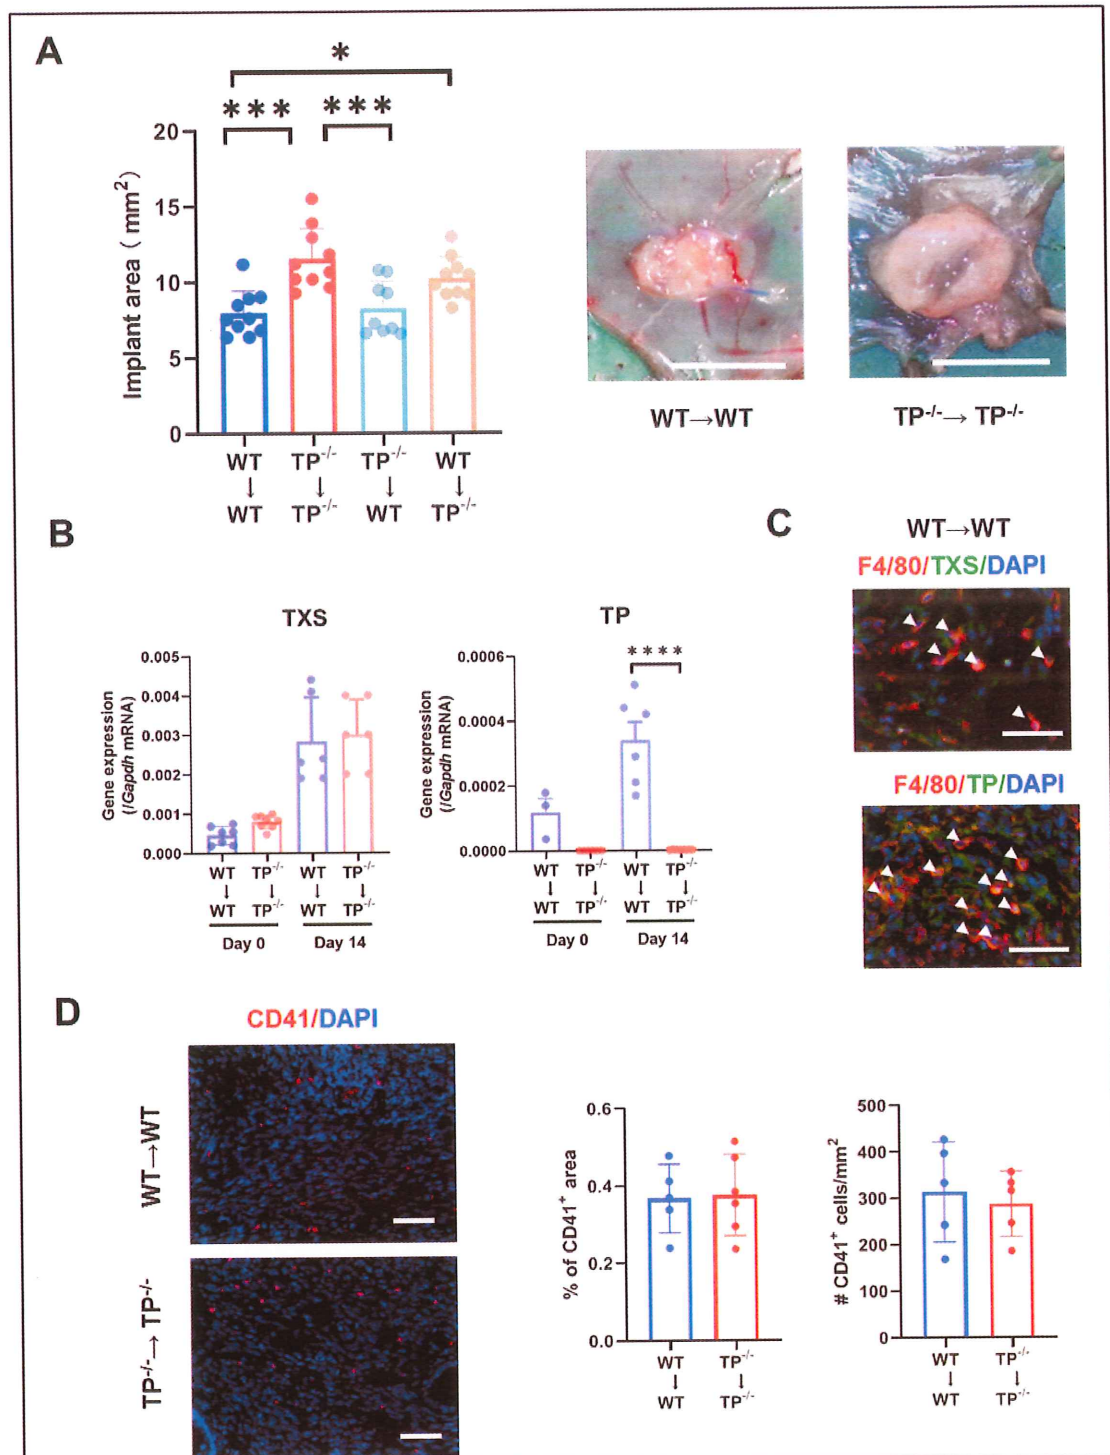 A
*
*** ***
Implant area ( mm²)
20
15
10
5
0
WT TP-/- TP-/- WT
↓ ↓ ↓ ↓
WT TP-/- WT TP-/-
WT→WT
TP-/-→ TP-/-
B
TXS
Gene expression
(/Gapdh mRNA)
0.005
0.004
0.003
0.002
0.001
0.000
WT TP-/- WT TP-/-
↓ ↓ ↓ ↓
WT TP-/- WT TP-/-
Day 0 Day 14
TP
Gene expression
(/Gapdh mRNA)
0.0006
0.0004
0.0002
0.0000
****
WT TP-/- WT TP-/-
↓ ↓ ↓ ↓
WT TP-/- WT TP-/-
Day 0 Day 14
C
WT→WT
F4/80/TXS/DAPI
F4/80/TP/DAPI
D
CD41/DAPI
WT→WT
TP-/-→ TP-/-
% of CD41+ area
0.6
0.4
0.2
0.0
WT TP-/-
↓ ↓
WT TP-/-
# CD41+ cells/mm²
500
400
300
200
100
0
WT TP-/-
↓ ↓
WT TP-/-